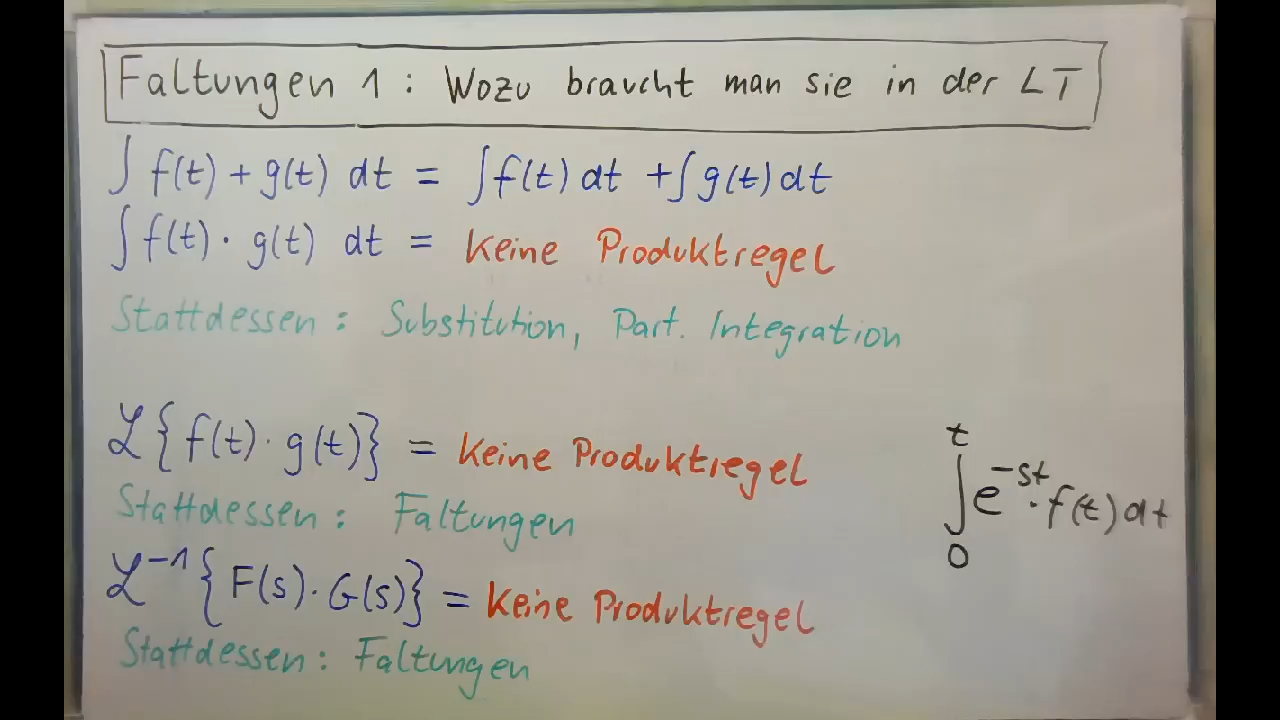 Faltungen 1 : Wozu braucht man sie in der LT
∫ f(t) + g(t) dt = ∫ f(t) dt + ∫ g(t) dt
∫ f(t) · g(t) dt = keine Produktregel
Stattdessen : Substitution, Part. Integration
ℒ{f(t) · g(t)} = keine Produktregel
Stattdessen : Faltungen
ℒ⁻¹{F(s) · G(s)} = keine Produktregel
Stattdessen : Faltungen
∫₀ᵗ e^-st · f(t) dt